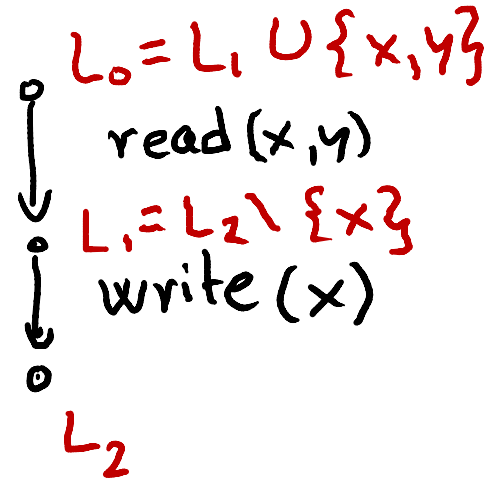 L₀ = L₁ ∪ {x, y}
read (x, y)
L₁ = L₂ \ {x}
write (x)
L₂